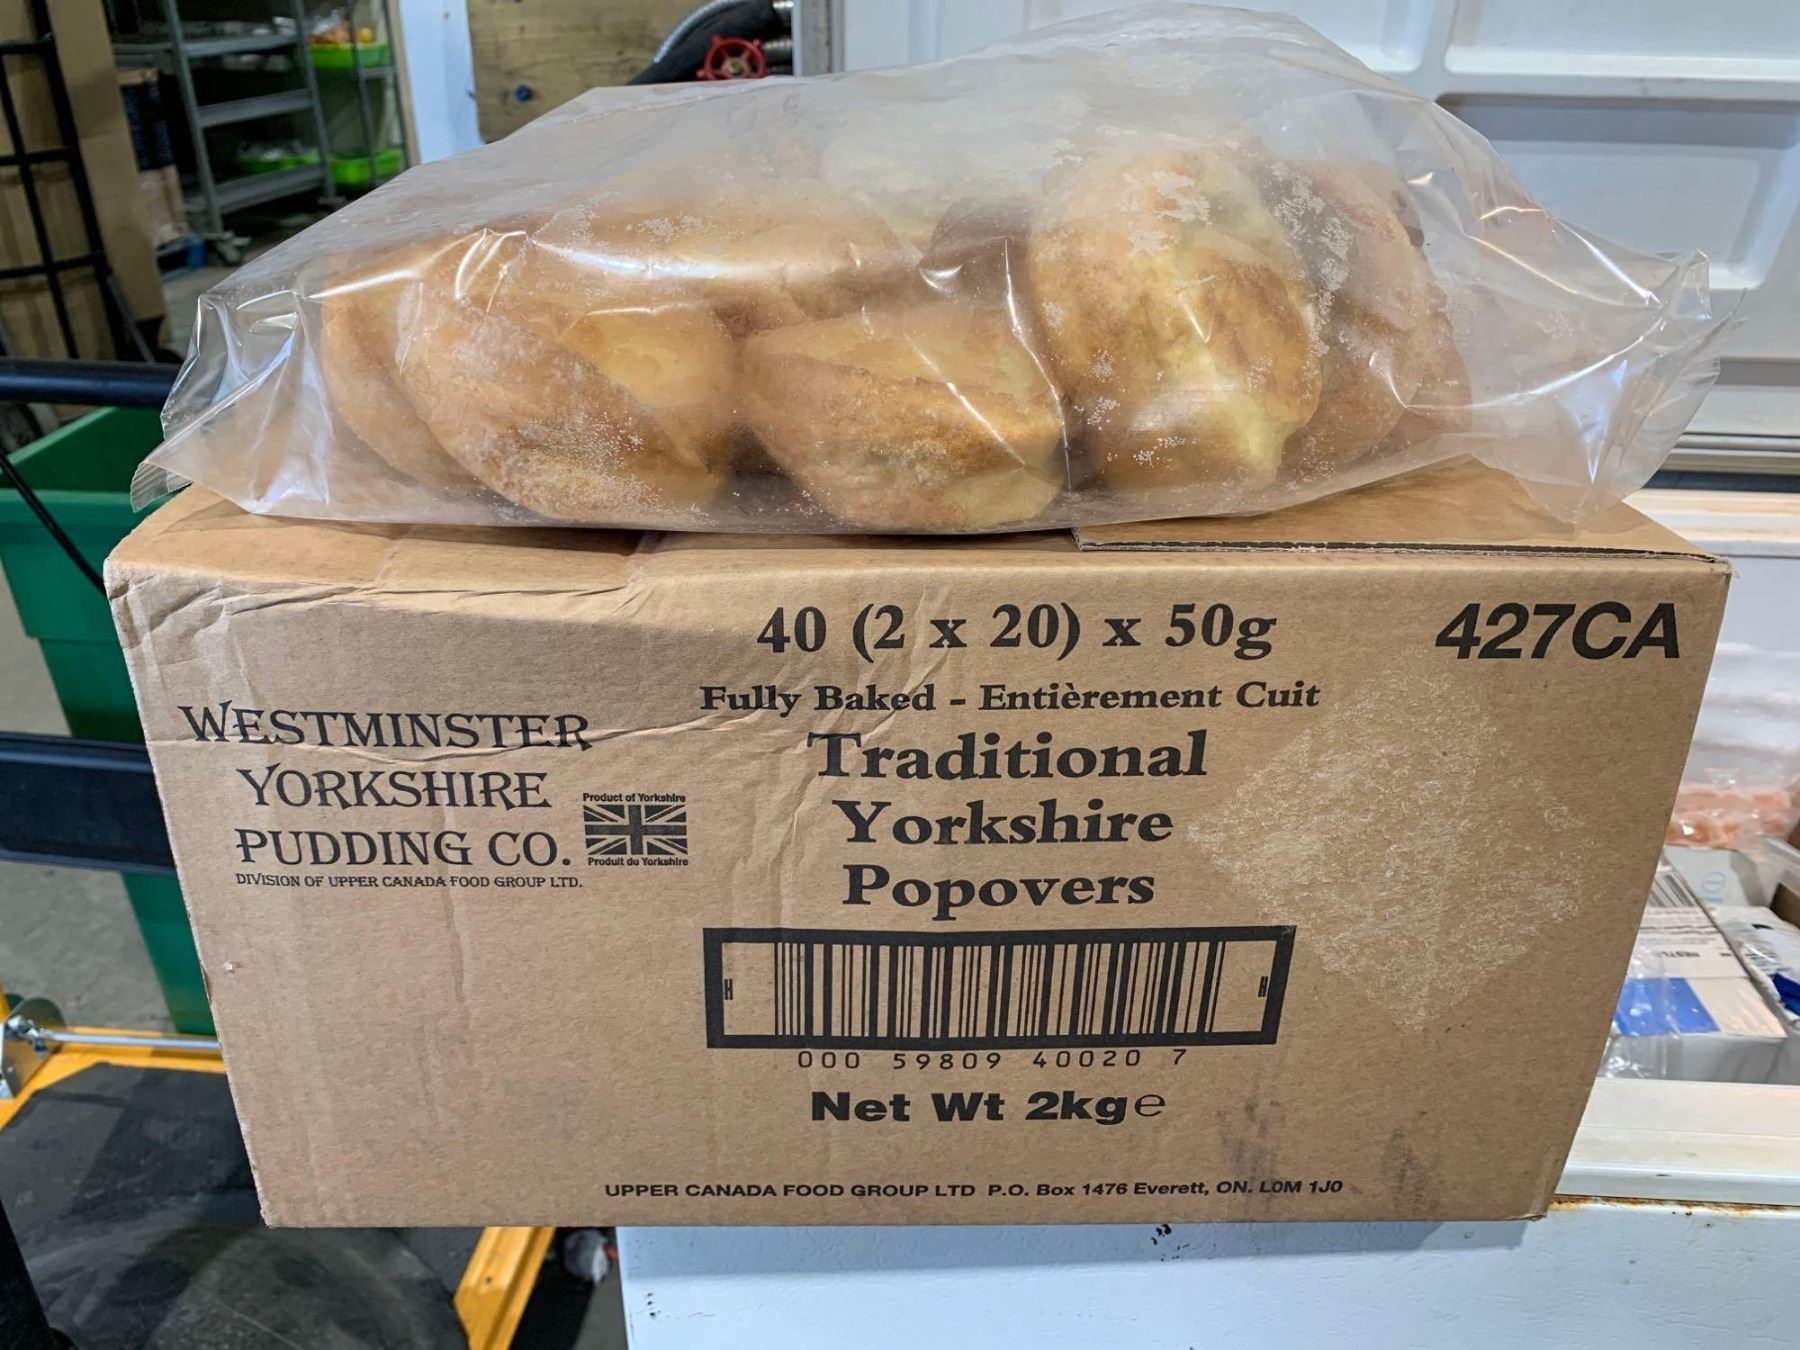 40 (2 x 20) x 50g
427CA
Fully Baked - Entièrement Cuit
Traditional
Yorkshire
Popovers
WESTMINSTER
YORKSHIRE
PUDDING CO.
DIVISION OF UPPER CANADA FOOD GROUP LTD.
Product of Yorkshire
Produit du Yorkshire
H
H
000 59809 40020 7
Net Wt 2kg℮
UPPER CANADA FOOD GROUP LTD P.O. Box 1476 Everett, ON. L0M 1J0